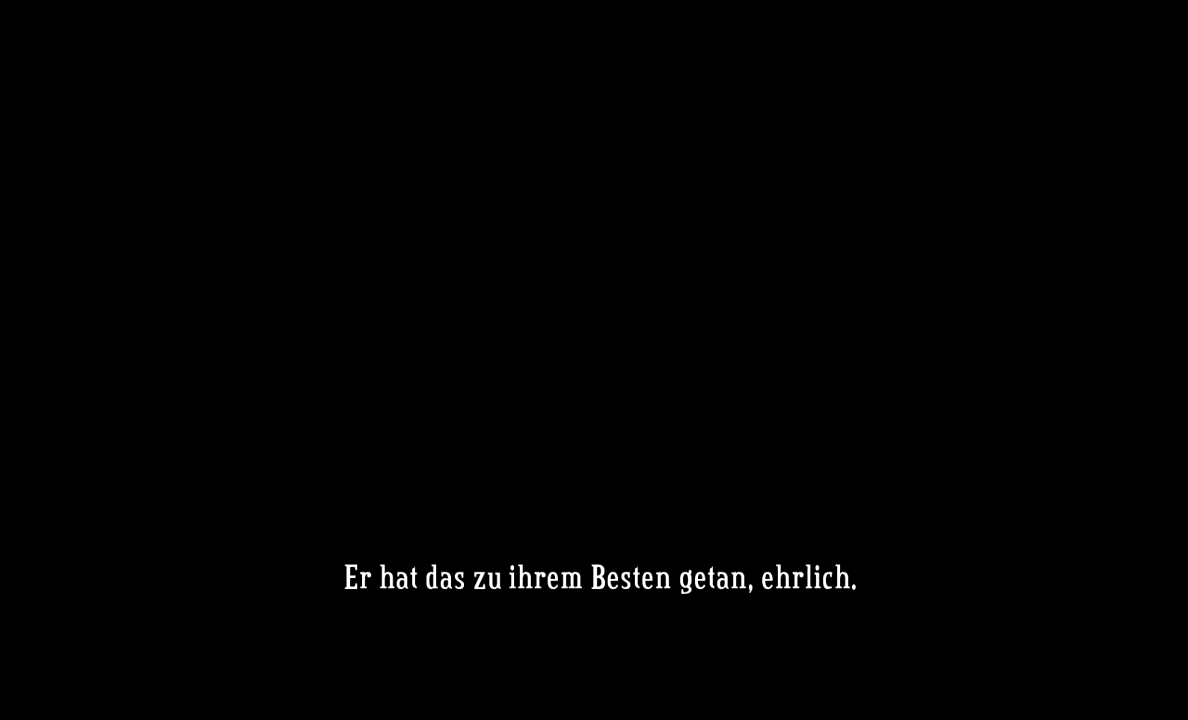 Er hat das zu ihrem Besten getan, ehrlich.